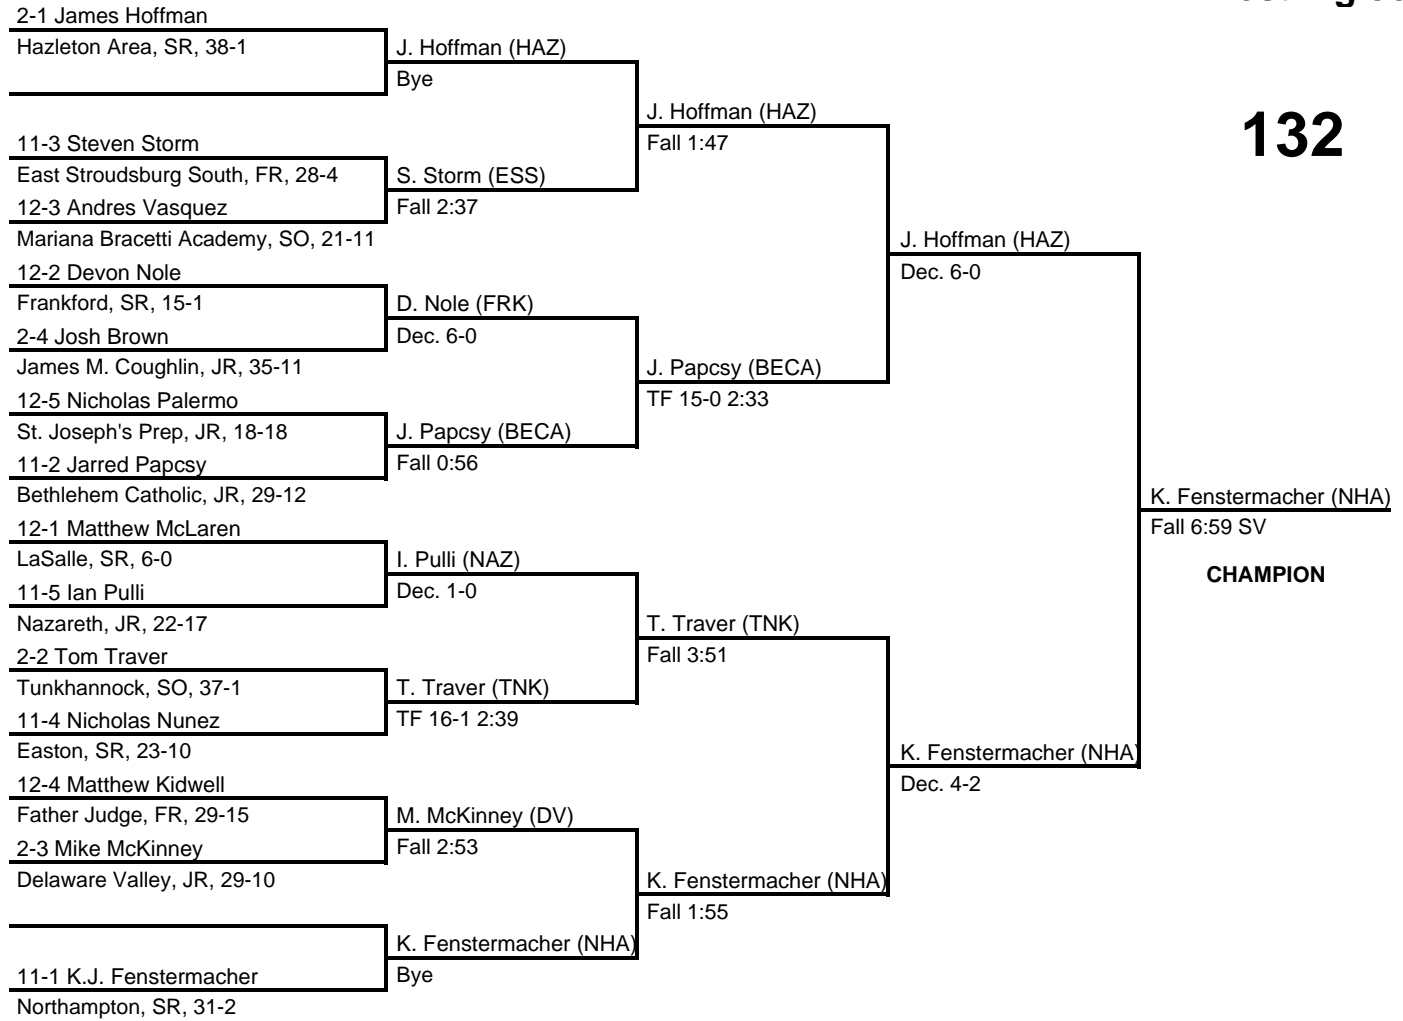 2-1 James Hoffman
Hazleton Area, SR, 38-1
J. Hoffman (HAZ)
Bye
J. Hoffman (HAZ)
Fall 1:47
132
11-3 Steven Storm
East Stroudsburg South, FR, 28-4
S. Storm (ESS)
12-3 Andres Vasquez
Fall 2:37
Mariana Bracetti Academy, SO, 21-11
J. Hoffman (HAZ)
12-2 Devon Nole
Dec. 6-0
Frankford, SR, 15-1
D. Nole (FRK)
2-4 Josh Brown
Dec. 6-0
James M. Coughlin, JR, 35-11
J. Papcsy (BECA)
12-5 Nicholas Palermo
TF 15-0 2:33
St. Joseph's Prep, JR, 18-18
J. Papcsy (BECA)
11-2 Jarred Papcsy
Fall 0:56
Bethlehem Catholic, JR, 29-12
K. Fenstermacher (NHA)
12-1 Matthew McLaren
Fall 6:59 SV
LaSalle, SR, 6-0
I. Pulli (NAZ)
CHAMPION
11-5 Ian Pulli
Dec. 1-0
Nazareth, JR, 22-17
T. Traver (TNK)
2-2 Tom Traver
Fall 3:51
Tunkhannock, SO, 37-1
T. Traver (TNK)
11-4 Nicholas Nunez
TF 16-1 2:39
Easton, SR, 23-10
K. Fenstermacher (NHA)
12-4 Matthew Kidwell
Dec. 4-2
Father Judge, FR, 29-15
M. McKinney (DV)
2-3 Mike McKinney
Fall 2:53
Delaware Valley, JR, 29-10
K. Fenstermacher (NHA)
Fall 1:55
K. Fenstermacher (NHA)
11-1 K.J. Fenstermacher
Bye
Northampton, SR, 31-2